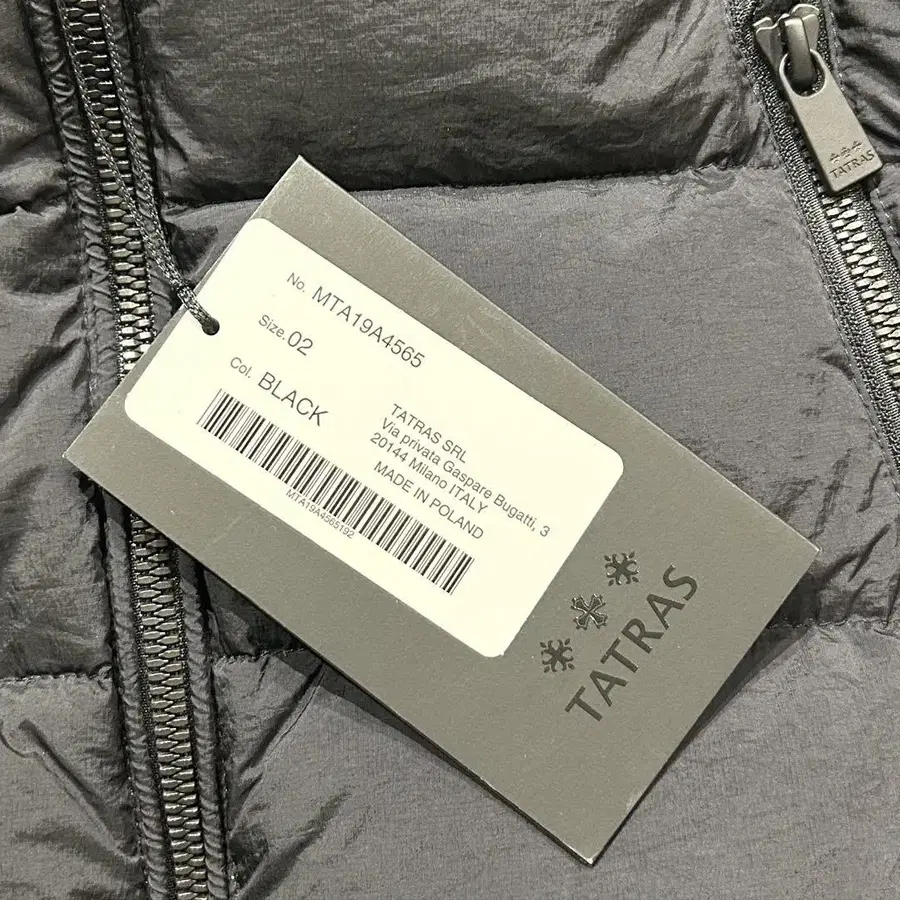 TATRAS
No. MTA19A4565
Size. 02
Col. BLACK
TATRAS SRL
Via privata Gaspare Bugatti, 3
20144 Milano ITALY
MADE IN POLAND
MTA19A4565192
TATRAS